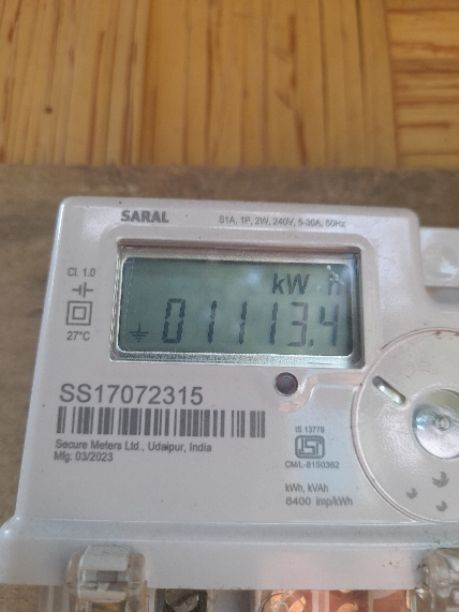 SARAL S1A, 1P, 2W, 240V, 5-30A, 50Hz
Cl. 1.0
kW h
27°C
01113.4
SS17072315
Secure Meters Ltd., Udaipur, India
Mfg: 03/2023
IS 13779
CM/L-8150362
kWh, kVAh
6400 imp/kWh